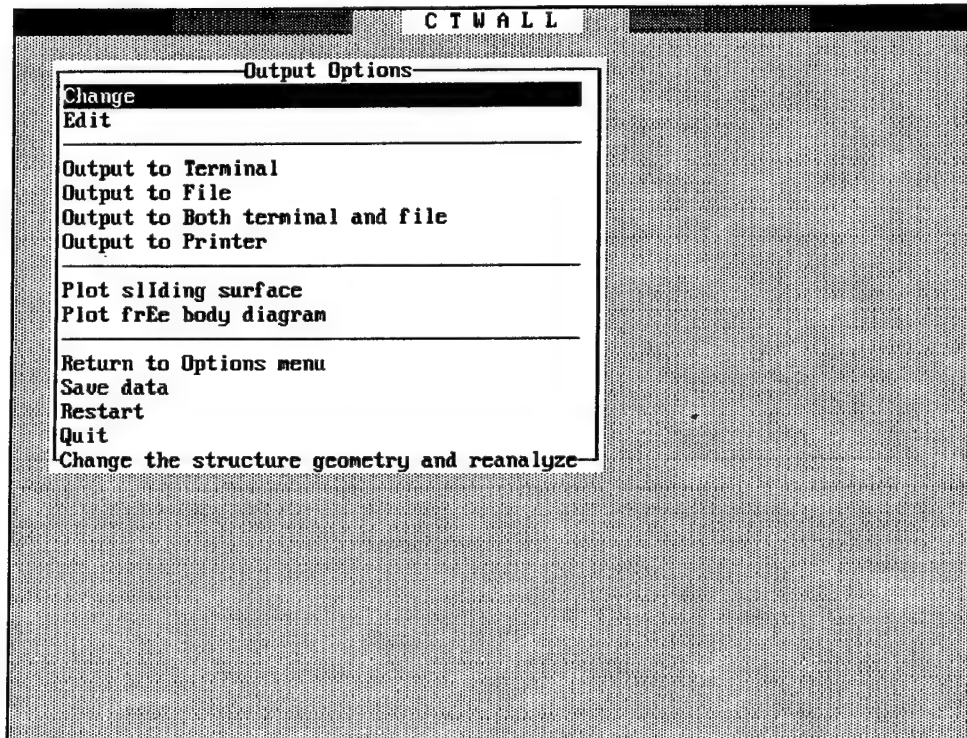 C T W A L L
Output Options
Change
Edit
Output to Terminal
Output to File
Output to Both terminal and file
Output to Printer
Plot slIding surface
Plot frEe body diagram
Return to Options menu
Save data
Restart
Quit
Change the structure geometry and reanalyze